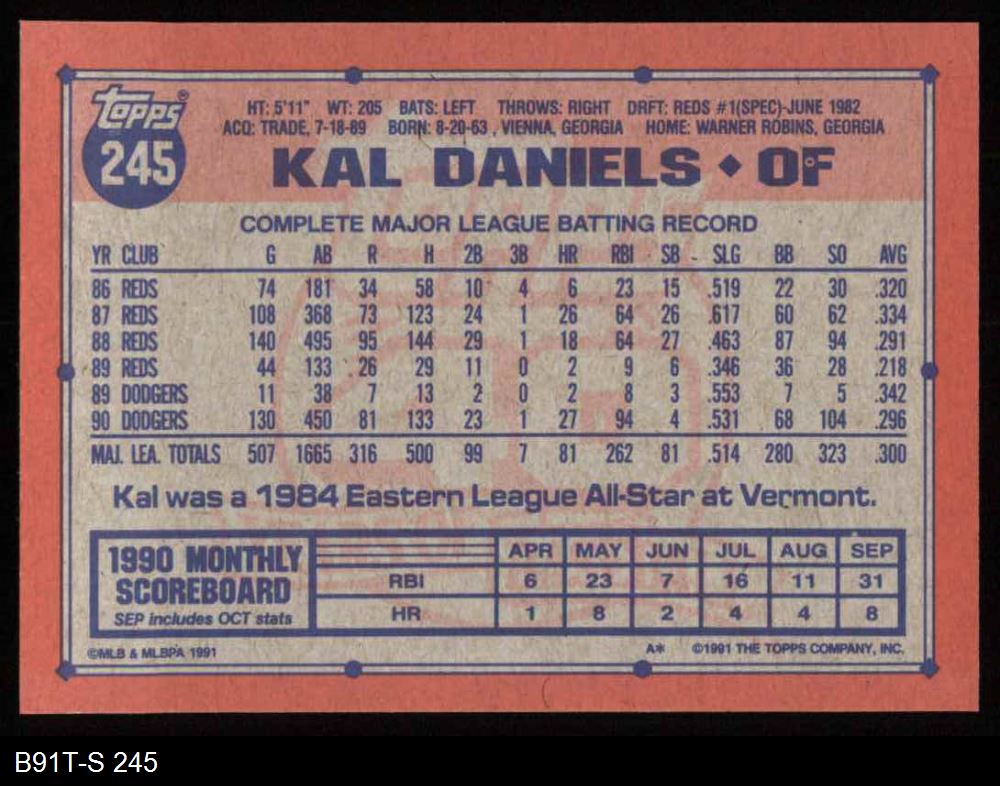 topps®
245
HT: 5'11" WT: 205 BATS: LEFT THROWS: RIGHT DRFT: REDS #1(SPEC)-JUNE 1982
ACQ: TRADE, 7-18-89 BORN: 8-20-63 , VIENNA, GEORGIA HOME: WARNER ROBINS, GEORGIA
KAL DANIELS ◆ OF
COMPLETE MAJOR LEAGUE BATTING RECORD
YR CLUB G AB R H 2B 3B HR RBI SB SLG BB SO AVG
86 REDS 74 181 34 58 10 4 6 23 15 .519 22 30 .320
87 REDS 108 368 73 123 24 1 26 64 26 .617 60 62 .334
88 REDS 140 495 95 144 29 1 18 64 27 .463 87 94 .291
89 REDS 44 133 26 29 11 0 2 9 6 .346 36 28 .218
89 DODGERS 11 38 7 13 2 0 2 8 3 .553 7 5 .342
90 DODGERS 130 450 81 133 23 1 27 94 4 .531 68 104 .296
MAJ. LEA. TOTALS 507 1665 316 500 99 7 81 262 81 .514 280 323 .300
Kal was a 1984 Eastern League All-Star at Vermont.
1990 MONTHLY
SCOREBOARD
SEP includes OCT stats
APR MAY JUN JUL AUG SEP
RBI 6 23 7 16 11 31
HR 1 8 2 4 4 8
©MLB & MLBPA 1991 A* ©1991 THE TOPPS COMPANY, INC.
B91T-S 245